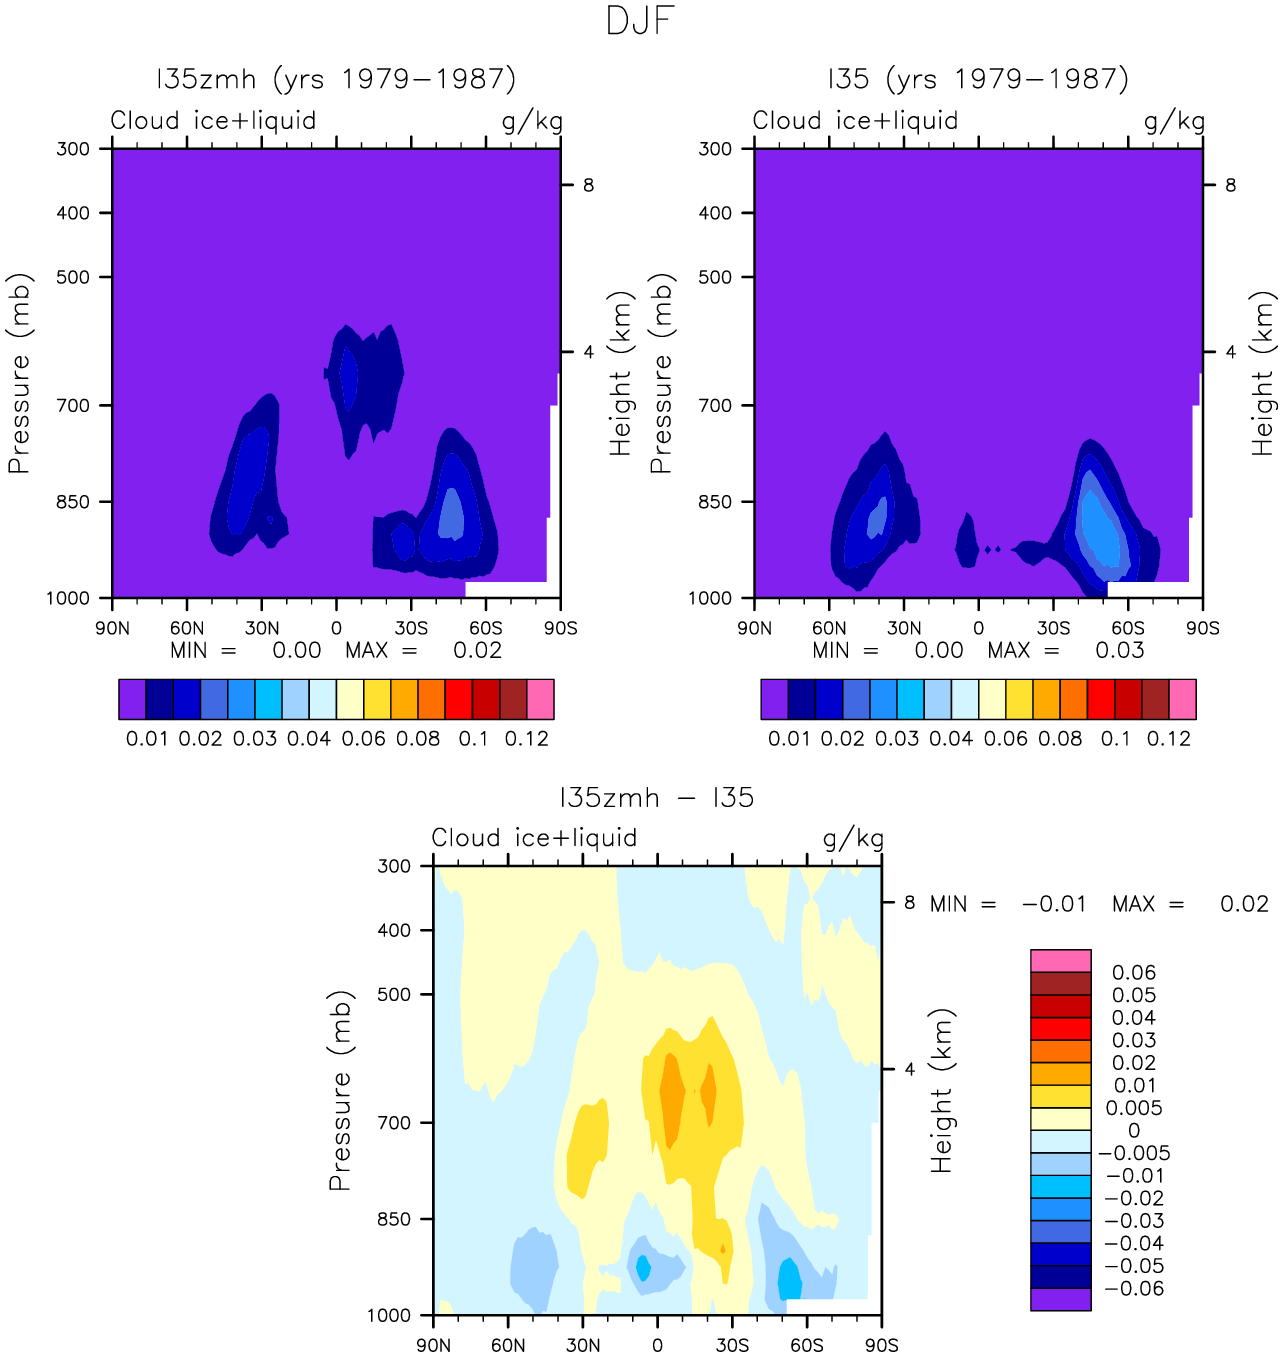 DJF
I35zmh (yrs 1979-1987)
Cloud ice+liquid g/kg
300
400
500
700
850
1000
Pressure (mb)
8
4
Height (km)
90N 60N 30N 0 30S 60S 90S
MIN = 0.00 MAX = 0.02
0.01 0.02 0.03 0.04 0.06 0.08 0.1 0.12
I35 (yrs 1979-1987)
Cloud ice+liquid g/kg
300
400
500
700
850
1000
Pressure (mb)
8
4
Height (km)
90N 60N 30N 0 30S 60S 90S
MIN = 0.00 MAX = 0.03
0.01 0.02 0.03 0.04 0.06 0.08 0.1 0.12
I35zmh - I35
Cloud ice+liquid g/kg
300
400
500
700
850
1000
Pressure (mb)
8
4
Height (km)
90N 60N 30N 0 30S 60S 90S
MIN = -0.01 MAX = 0.02
0.06
0.05
0.04
0.03
0.02
0.01
0.005
0
-0.005
-0.01
-0.02
-0.03
-0.04
-0.05
-0.06